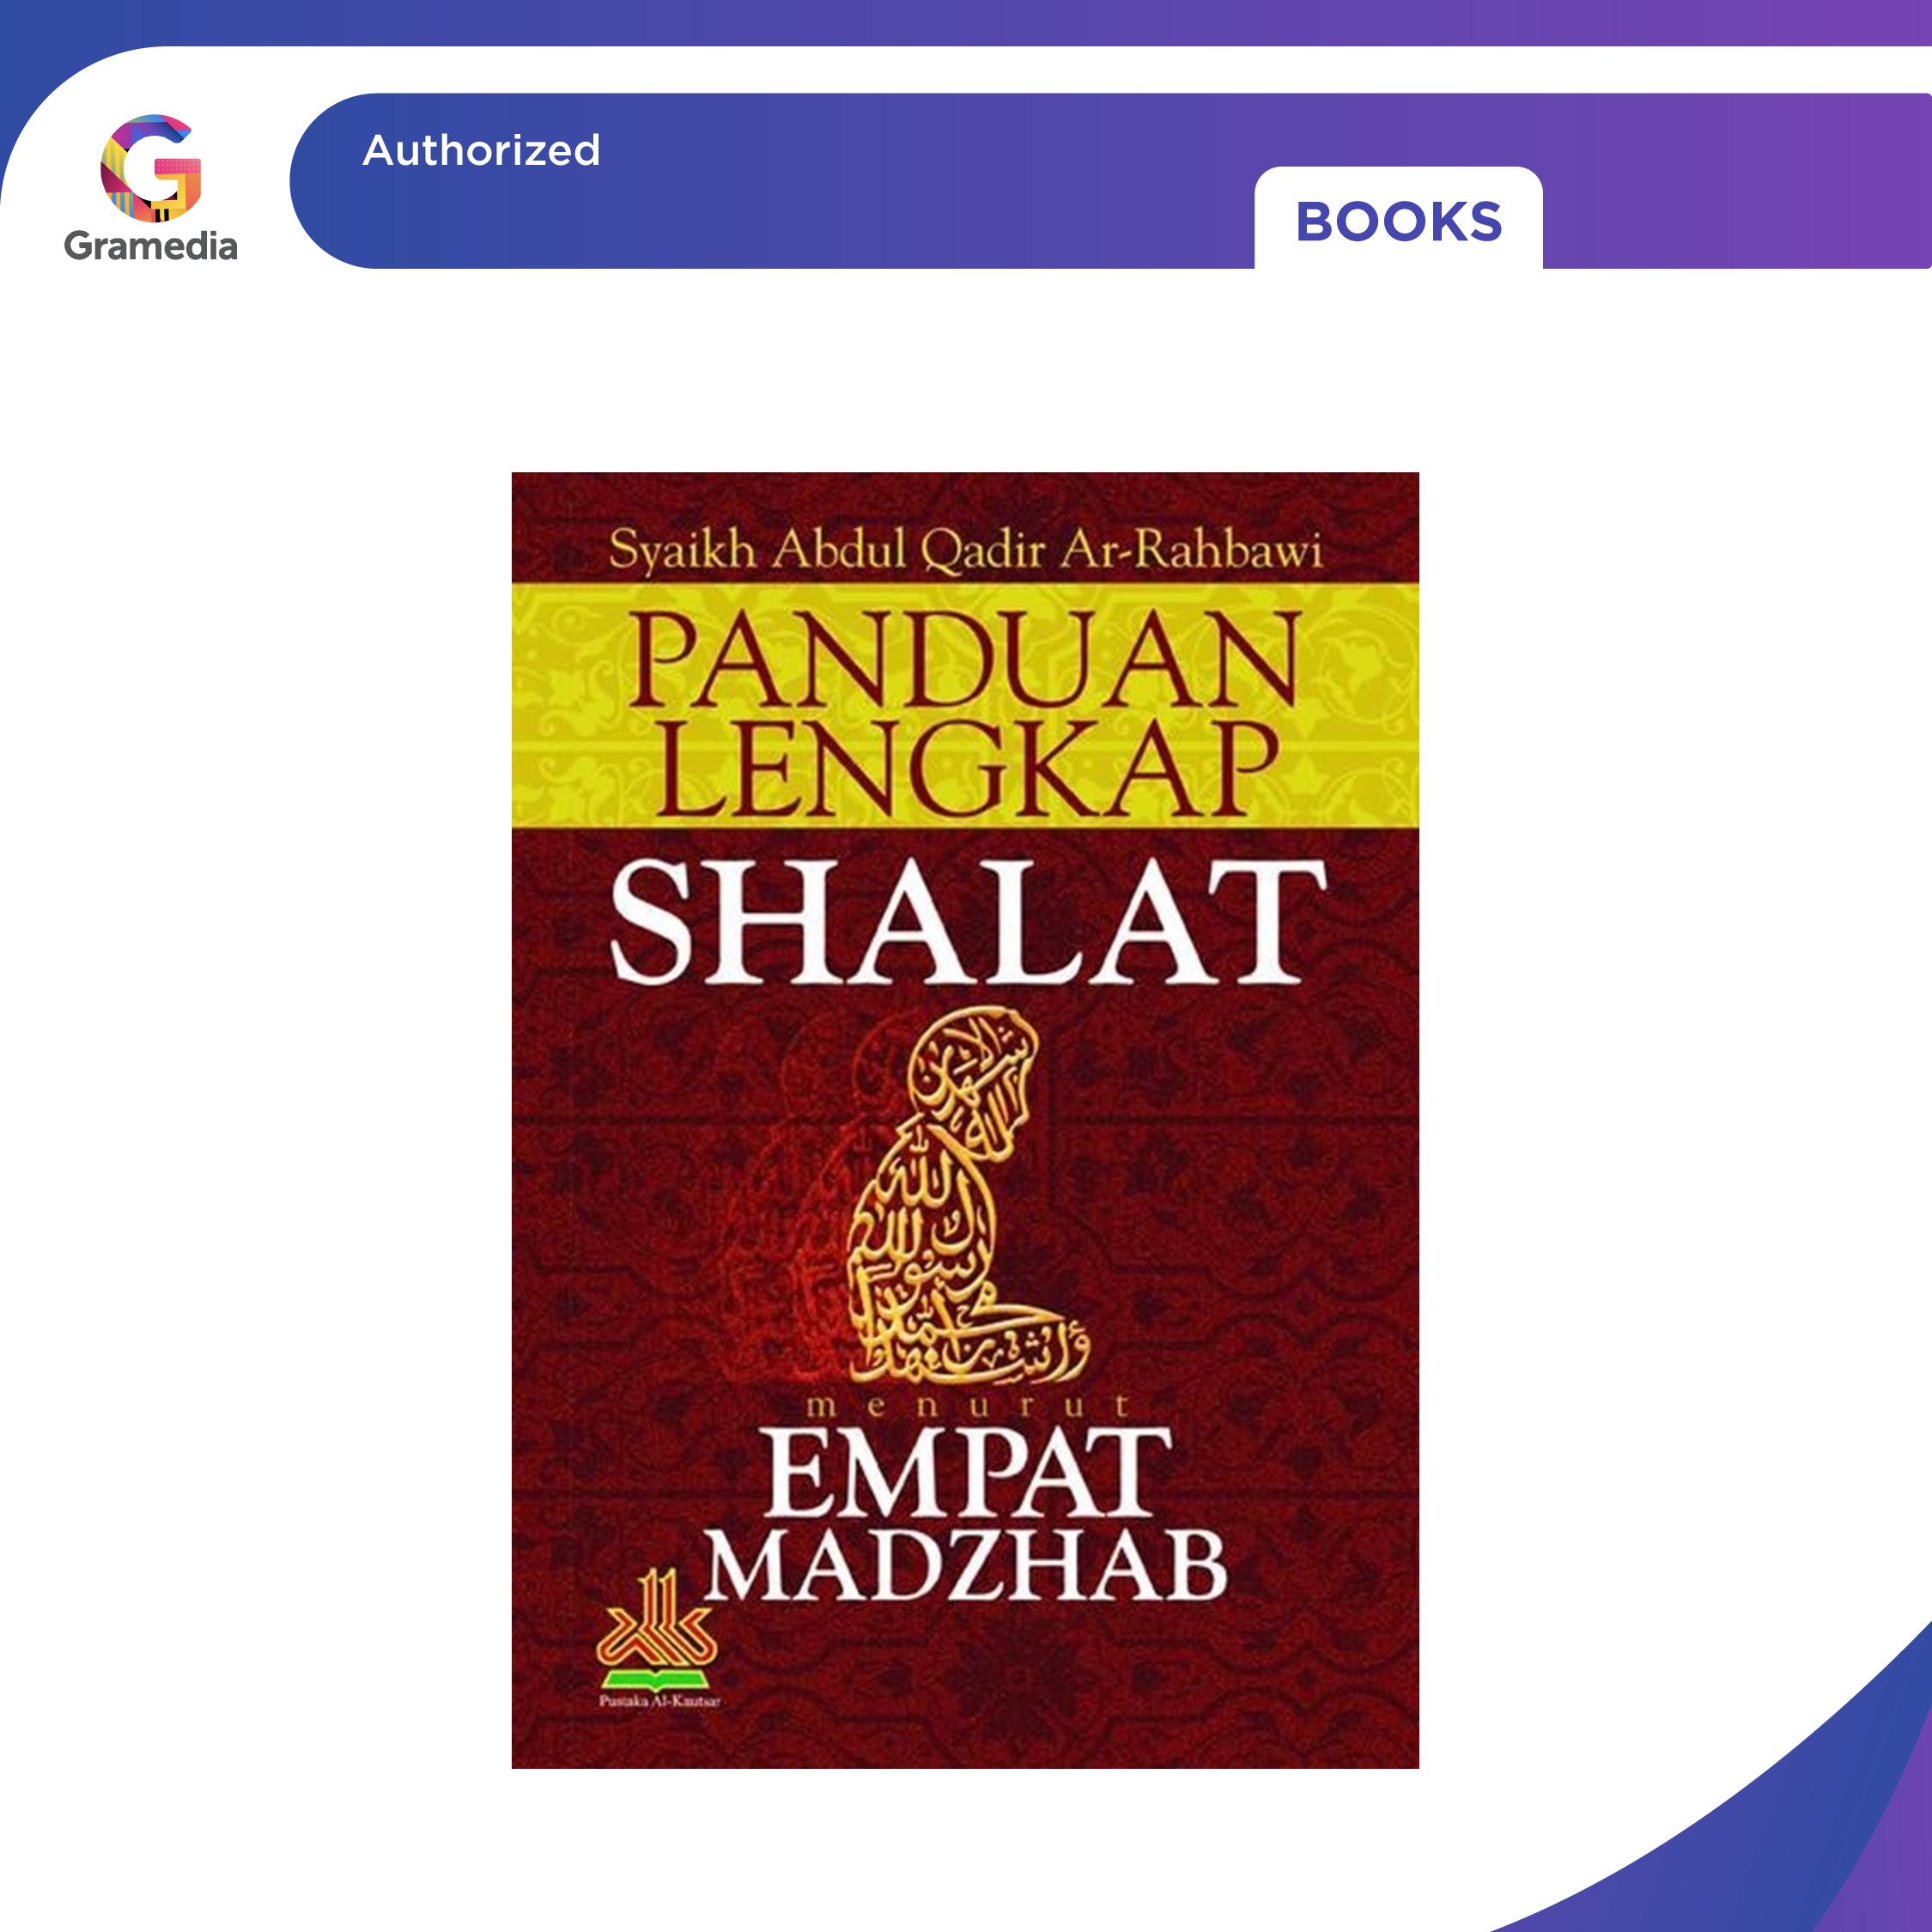 Gramedia
Authorized
BOOKS
Syaikh Abdul Qadir Ar-Rahbawi
PANDUAN
LENGKAP
SHALAT
menurut
EMPAT
MADZHAB
Pustaka Al-Kautsar